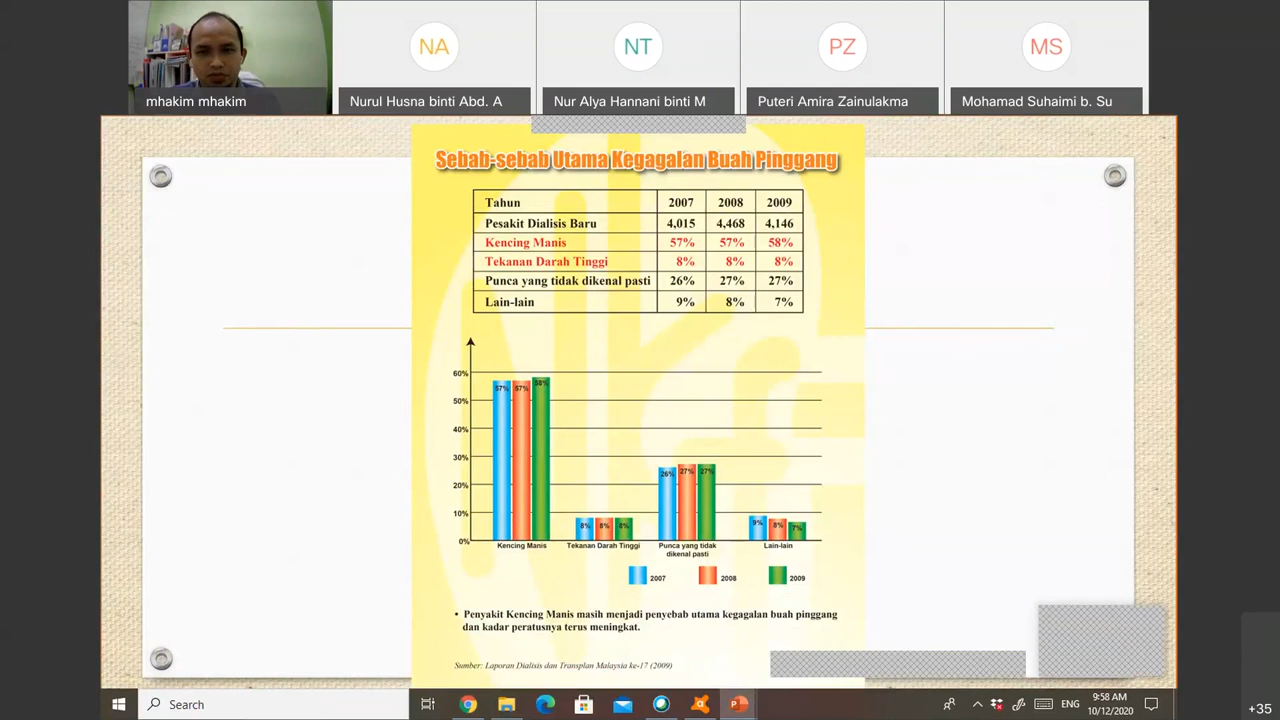 NA
NT
PZ
MS
mhakim mhakim
Nurul Husna binti Abd. A
Nur Alya Hannani binti M
Puteri Amira Zainulakma
Mohamad Suhaimi b. Su
Sebab-sebab Utama Kegagalan Buah Pinggang
Tahun 2007 2008 2009
Pesakit Dialisis Baru 4,015 4,468 4,146
Kencing Manis 57% 57% 58%
Tekanan Darah Tinggi 8% 8% 8%
Punca yang tidak dikenal pasti 26% 27% 27%
Lain-lain 9% 8% 7%
60%
50%
40%
30%
20%
10%
0%
57% 57% 58%
8% 8% 8%
26% 27% 27%
9% 8% 7%
Kencing Manis
Tekanan Darah Tinggi
Punca yang tidak
dikenal pasti
Lain-lain
2007 2008 2009
• Penyakit Kencing Manis masih menjadi penyebab utama kegagalan buah pinggang
dan kadar peratusnya terus meningkat.
Sumber: Laporan Dialisis dan Transplan Malaysia ke-17 (2009)
Search
ENG
9:58 AM
10/12/2020
+35